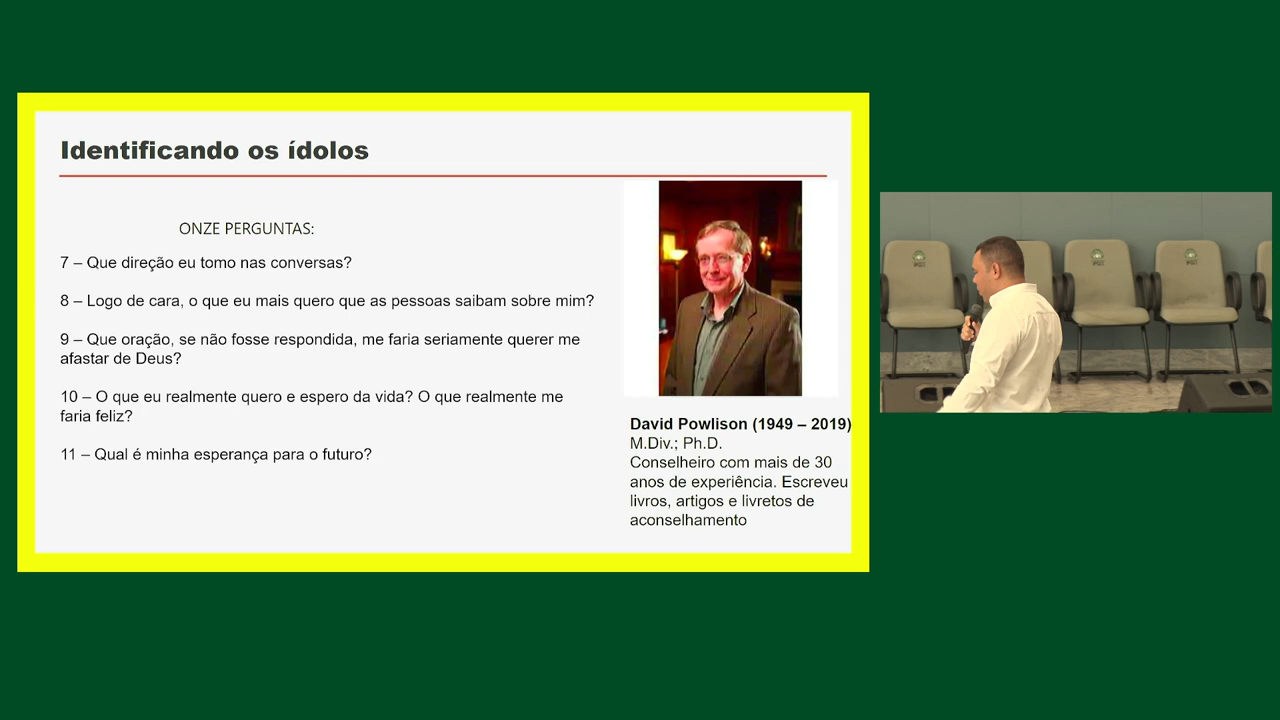 Identificando os ídolos
ONZE PERGUNTAS:
7 – Que direção eu tomo nas conversas?
8 – Logo de cara, o que eu mais quero que as pessoas saibam sobre mim?
9 – Que oração, se não fosse respondida, me faria seriamente querer me
afastar de Deus?
10 – O que eu realmente quero e espero da vida? O que realmente me
faria feliz?
11 – Qual é minha esperança para o futuro?
David Powlison (1949 – 2019)
M.Div.; Ph.D.
Conselheiro com mais de 30
anos de experiência. Escreveu
livros, artigos e livretos de
aconselhamento